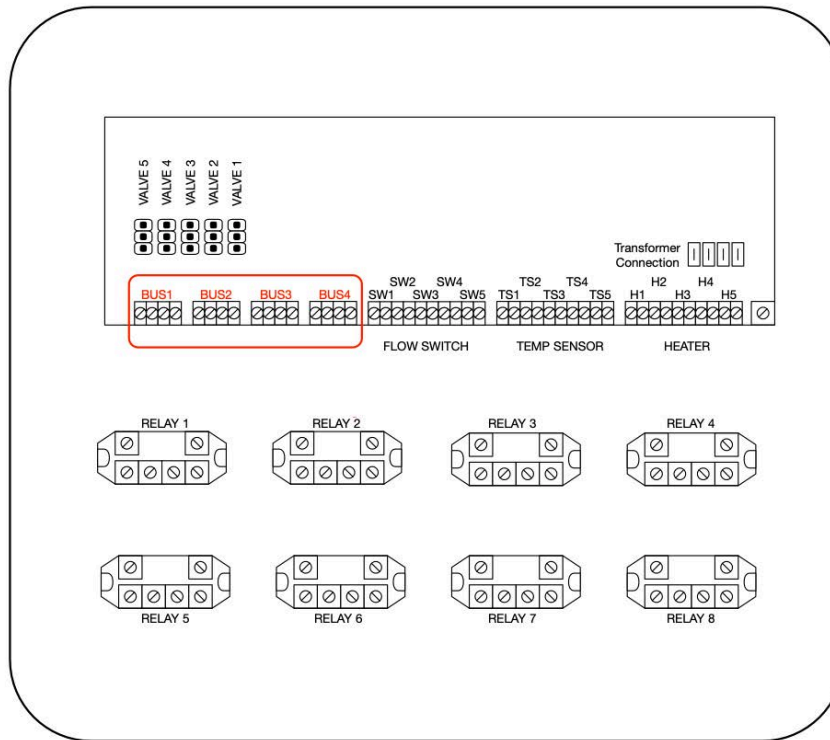 VALVE 5
VALVE 4
VALVE 3
VALVE 2
VALVE 1
Transformer
Connection
BUS1 BUS2 BUS3 BUS4
SW2 SW4
SW1 SW3 SW5
TS2 TS4
TS1 TS3 TS5
H2 H4
H1 H3 H5
FLOW SWITCH TEMP SENSOR HEATER
RELAY 1 RELAY 2 RELAY 3 RELAY 4
RELAY 5 RELAY 6 RELAY 7 RELAY 8